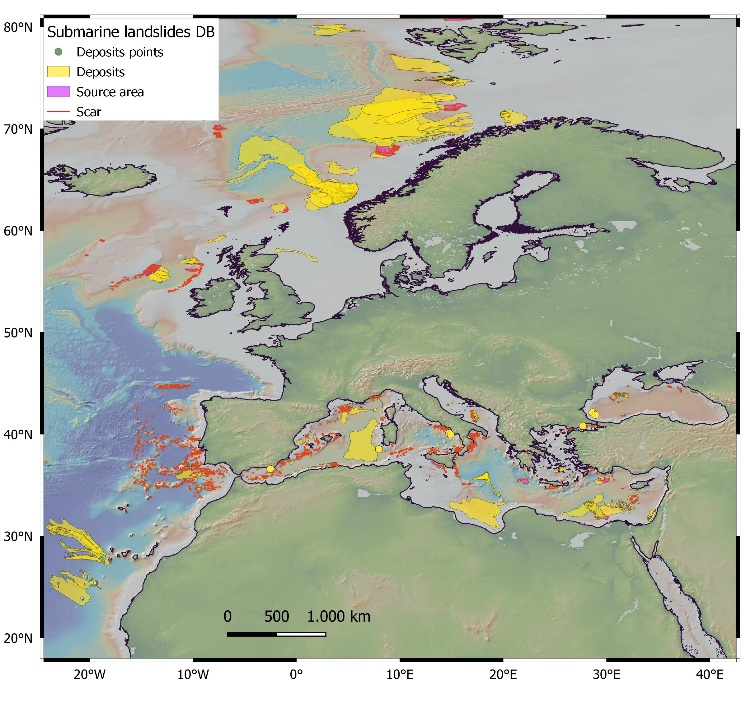 Submarine landslides DB
Deposits points
Deposits
Source area
Scar
80°N
70°N
60°N
50°N
40°N
30°N
20°N
0 500 1.000 km
20°W 10°W 0° 10°E 20°E 30°E 40°E